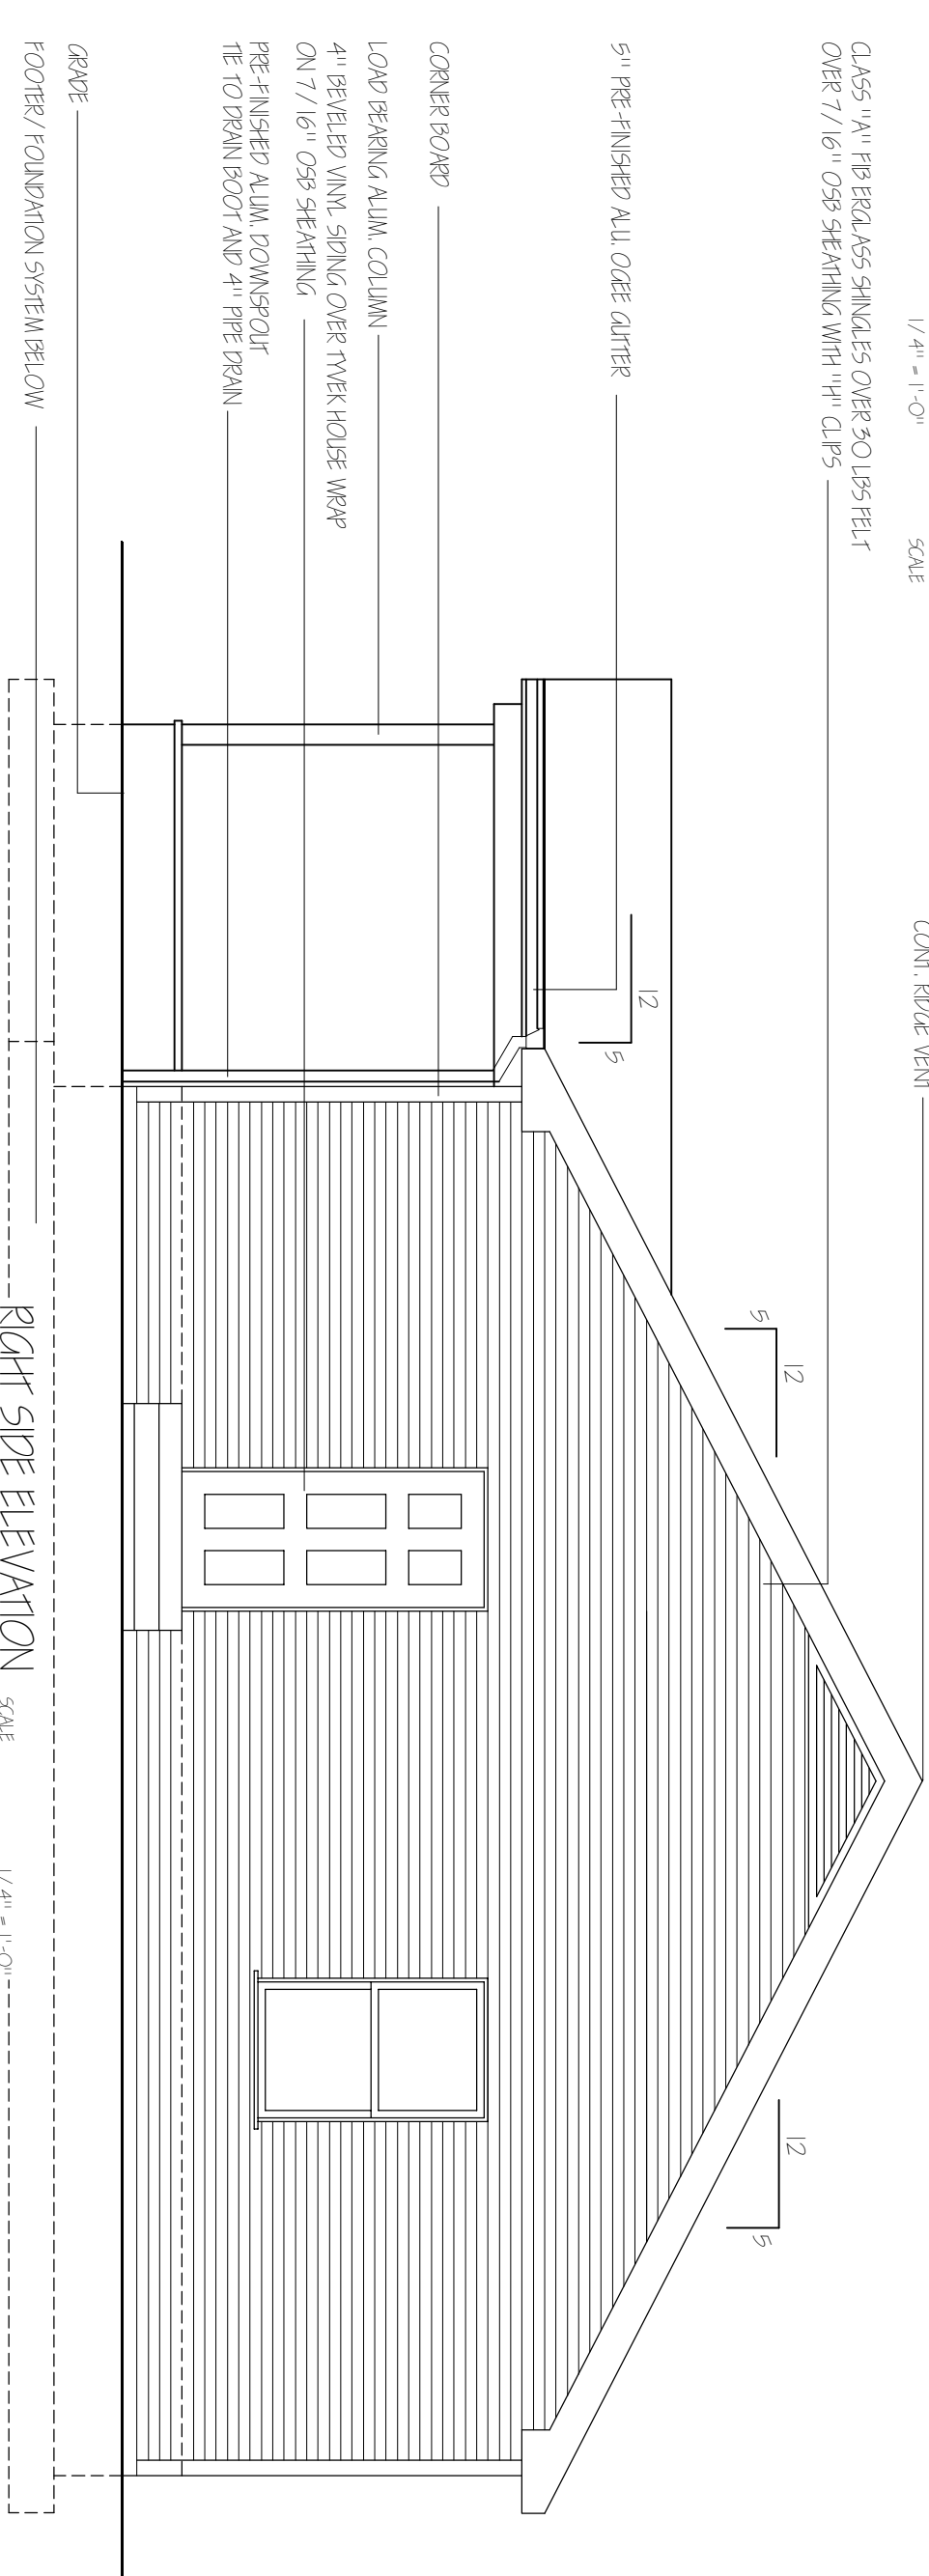 1/4" = 1'-0" SCALE
CONT. RIDGE VENT
CLASS "A" FIBERGLASS SHINGLES OVER 30 LBS FELT
OVER 7/16" OSB SHEATHING WITH "H" CLIPS
12
5
12
5
12
5
5" PRE-FINISHED ALU. OGEE GUTTER
CORNER BOARD
LOAD BEARING ALUM. COLUMN
4" BEVELED VINYL SIDING OVER TYVEK HOUSE WRAP
ON 7/16" OSB SHEATHING
PRE-FINISHED ALUM. DOWNSPOUT
TIE TO DRAIN BOOT AND 4" PIPE DRAIN
GRADE
FOOTER/FOUNDATION SYSTEM BELOW
RIGHT SIDE ELEVATION
SCALE 1/4" = 1'-0"